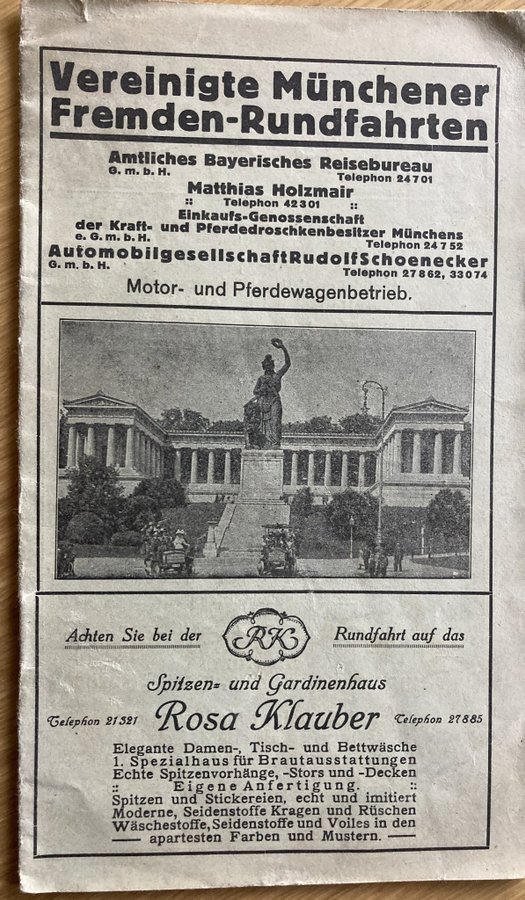 Vereinigte Münchener
Fremden-Rundfahrten
Amtliches Bayerisches Reisebureau
G. m. b. H. Telephon 24701
Matthias Holzmair
:: Telephon 42301 ::
Einkaufs-Genossenschaft
der Kraft- und Pferdedroschkenbesitzer Münchens
e. G. m. b. H. Telephon 24752
Automobilgesellschaft Rudolf Schoenecker
G. m. b. H. Telephon 27862, 33074
Motor- und Pferdewagenbetrieb.
Achten Sie bei der RK Rundfahrt auf das
Spitzen= und Gardinenhaus
Telephon 21321 Rosa Klauber Telephon 27885
Elegante Damen-, Tisch- und Bettwäsche
1. Spezialhaus für Brautausstattungen
Echte Spitzenvorhänge, -Stors und -Decken
:: Eigene Anfertigung. ::
Spitzen und Stickereien, echt und imitiert
Moderne, Seidenstoffe Kragen und Rüschen
Wäschestoffe, Seidenstoffe und Voiles in den
apartesten Farben und Mustern.